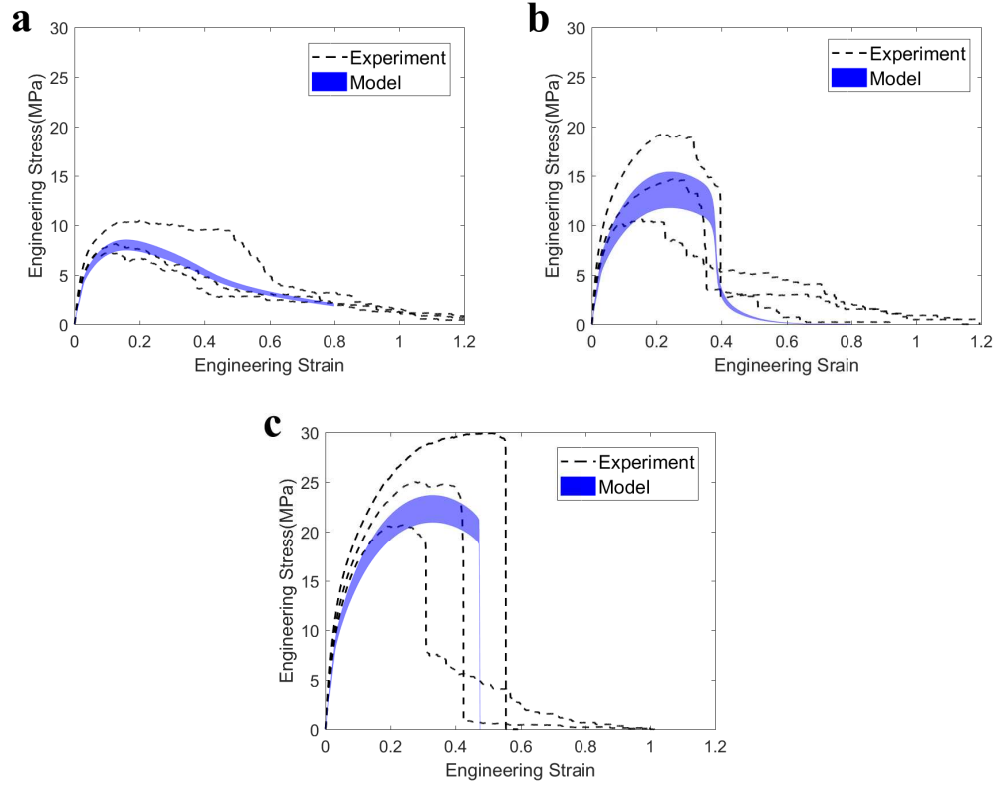 a
30
25
20
15
10
5
0
Engineering Stress(MPa)
Experiment
Model
0 0.2 0.4 0.6 0.8 1 1.2
Engineering Strain
b
30
25
20
15
10
5
0
Engineering Stress(MPa)
Experiment
Model
0 0.2 0.4 0.6 0.8 1 1.2
Engineering Srain
c
30
25
20
15
10
5
0
Engineering Stress(MPa)
Experiment
Model
0 0.2 0.4 0.6 0.8 1 1.2
Engineering Strain